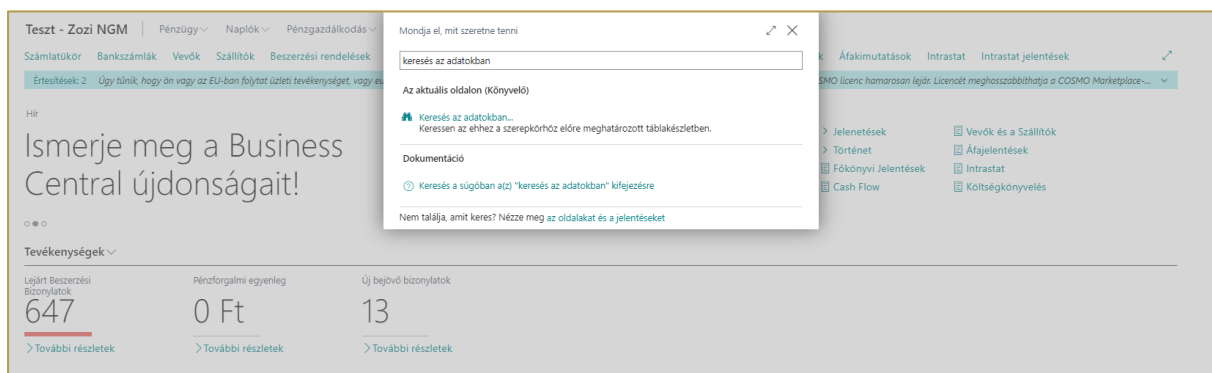 Teszt - Zozi NGM
Pénzügy Naplók Pénzgazdálkodás
Számlatükör Bankszámlák Vevők Szállítók Beszerzési rendelések
Áfakimutatások Intrastat Intrastat jelentések
Értesítések: 2 Úgy tűnik, hogy ön vagy az EU-ban folytat üzleti tevékenységet, vagy
licenc hamarosan lejár. Licencét meghosszabbíthatja a COSMO Marketplace-...
Mondja el, mit szeretne tenni
keresés az adatokban
Az aktuális oldalon (Könyvelő)
Keresés az adatokban...
Keressen az ehhez a szerepkörhöz előre meghatározott táblakészletben.
Dokumentáció
Keresés a súgóban a(z) "keresés az adatokban" kifejezésre
Nem találja, amit keres? Nézze meg az oldalakat és a jelentéseket
Hír
Ismerje meg a Business
Central újdonságait!
> Jelenetések
> Történet
Főkönyvi Jelentések
Cash Flow
Vevők és a Szállítók
Áfajelentések
Intrastat
Költségkönyvelés
Tevékenységek
Lejárt Beszerzési
Bizonylatok
647
>További részletek
Pénzforgalmi egyenleg
0 Ft
>További részletek
Új bejövő bizonylatok
13
>További részletek